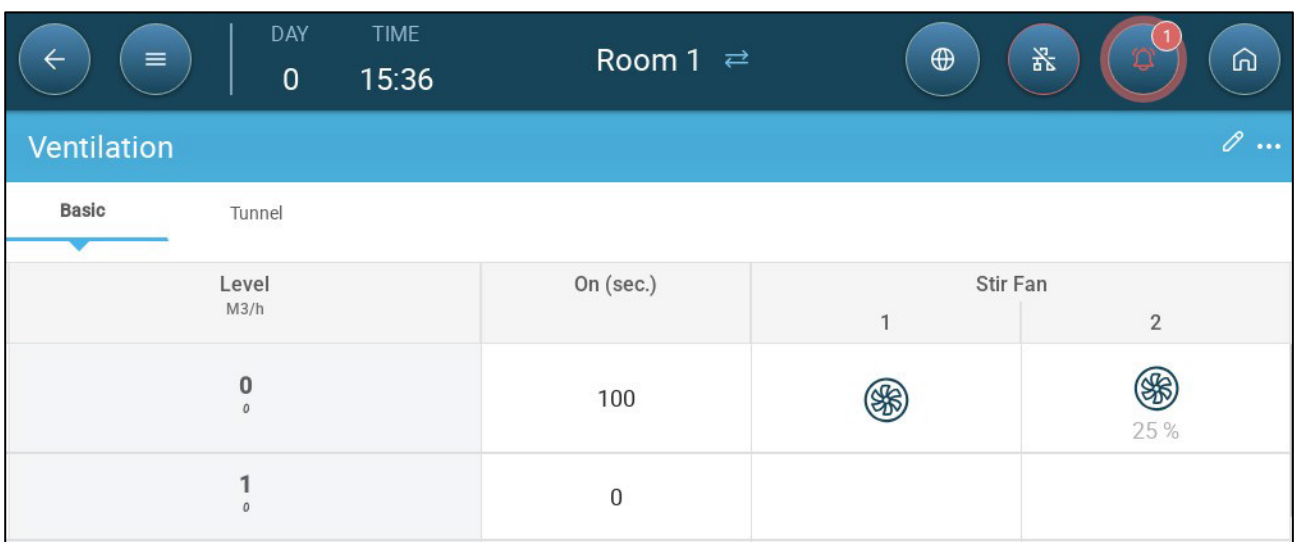 DAY TIME
0 15:36
Room 1
1
Ventilation
Basic Tunnel
Level On (sec.) Stir Fan
M3/h
1 2
0 100
0
25 %
1 0
0